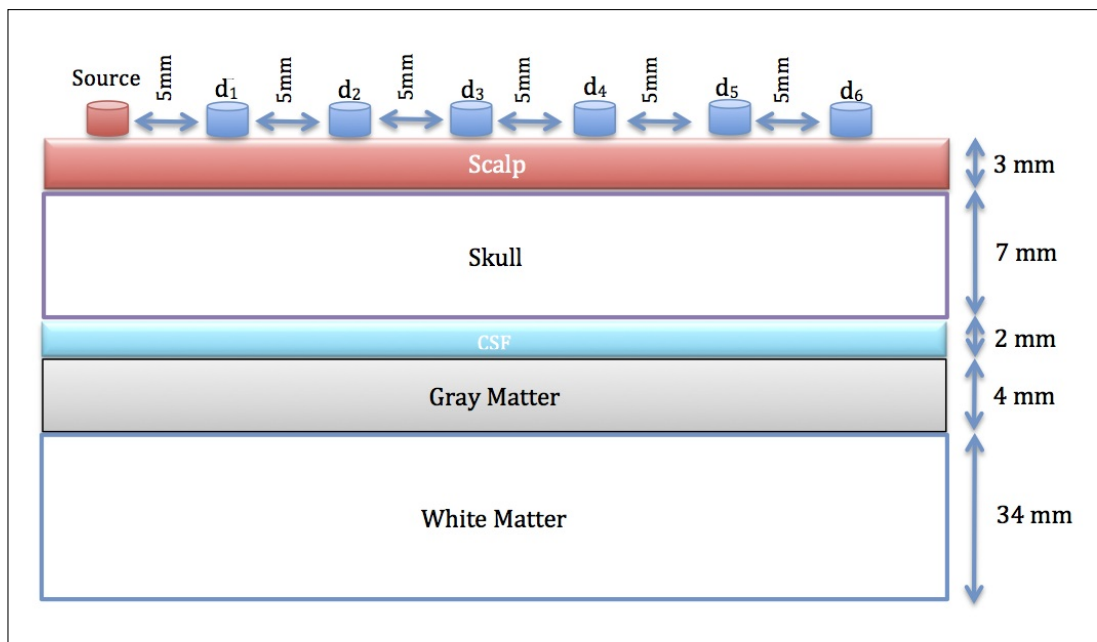 Source
5mm
d1
5mm
d2
5mm
d3
5mm
d4
5mm
d5
5mm
d6
Scalp
3 mm
Skull
7 mm
CSF
2 mm
Gray Matter
4 mm
White Matter
34 mm